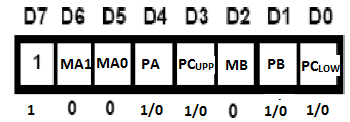 D7 D6 D5 D4 D3 D2 D1 D0
1 MA1 MA0 PA PCUPP MB PB PCLOW
1 0 0 1/0 1/0 0 1/0 1/0